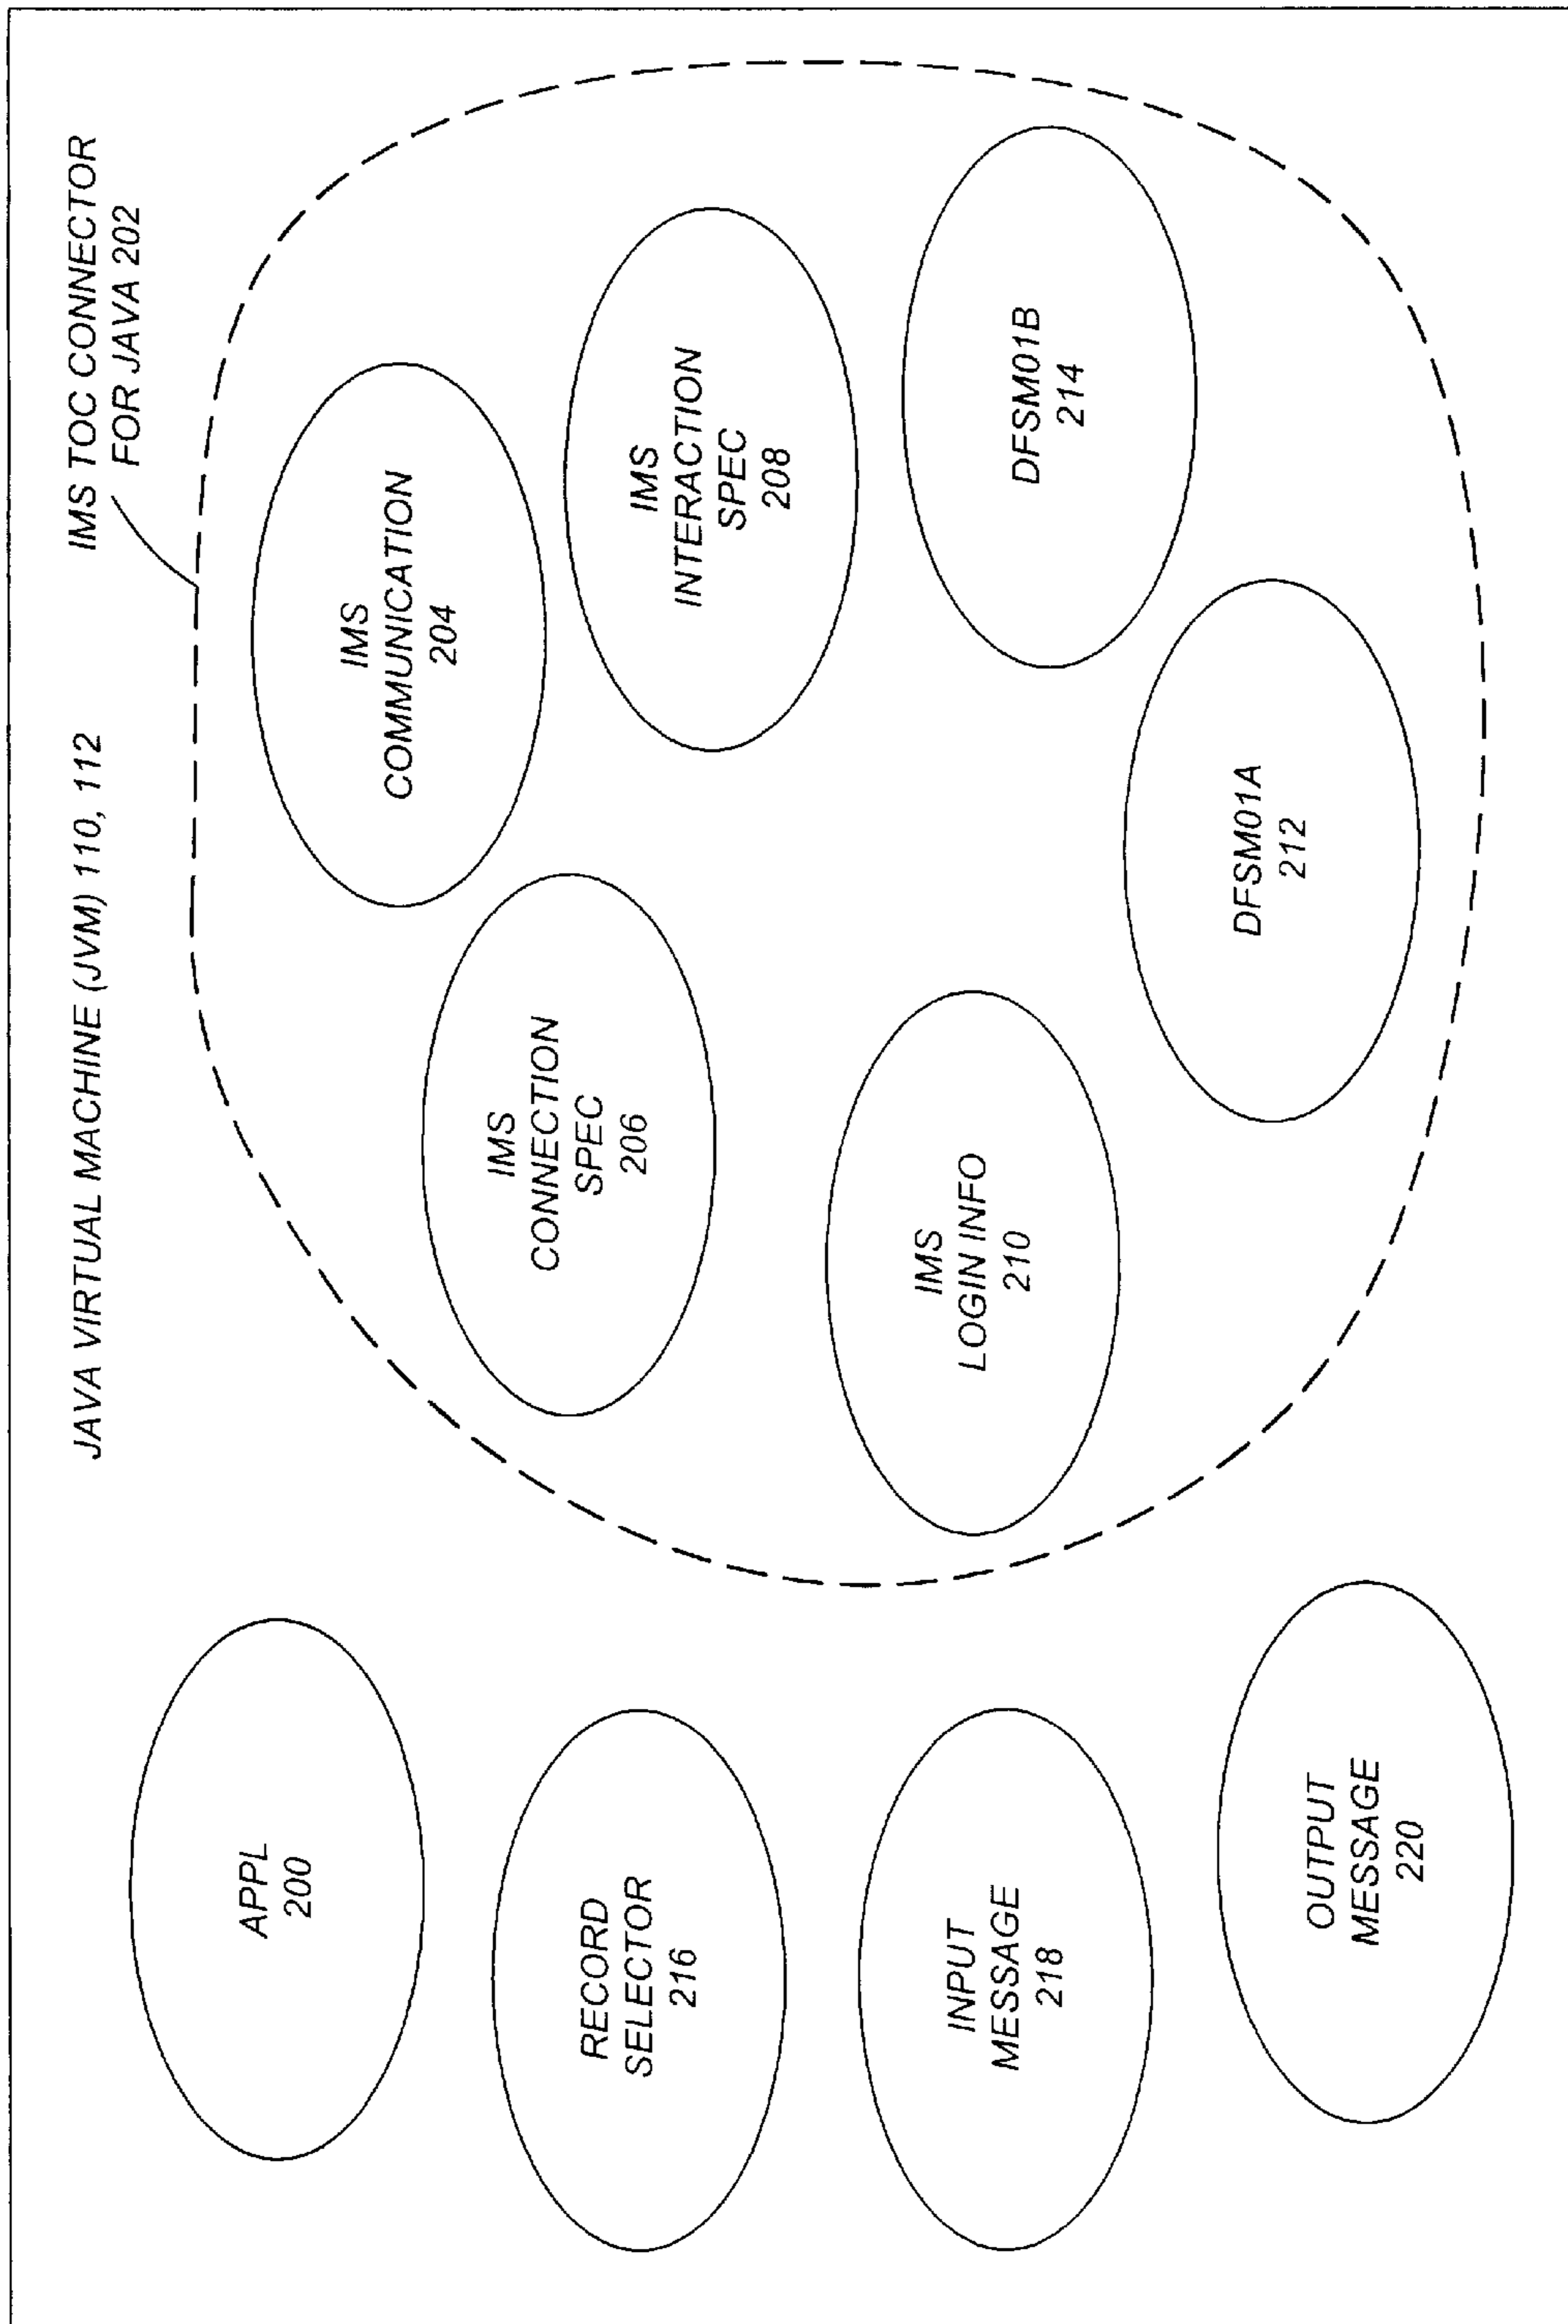 JAVA VIRTUAL MACHINE (JVM) 110, 112
IMS TOC CONNECTOR
FOR JAVA 202
APPL
200
RECORD
SELECTOR
216
INPUT
MESSAGE
218
OUTPUT
MESSAGE
220
IMS
COMMUNICATION
204
IMS
CONNECTION
SPEC
206
IMS
INTERACTION
SPEC
208
IMS
LOGIN INFO
210
DFSM01A
212
DFSM01B
214